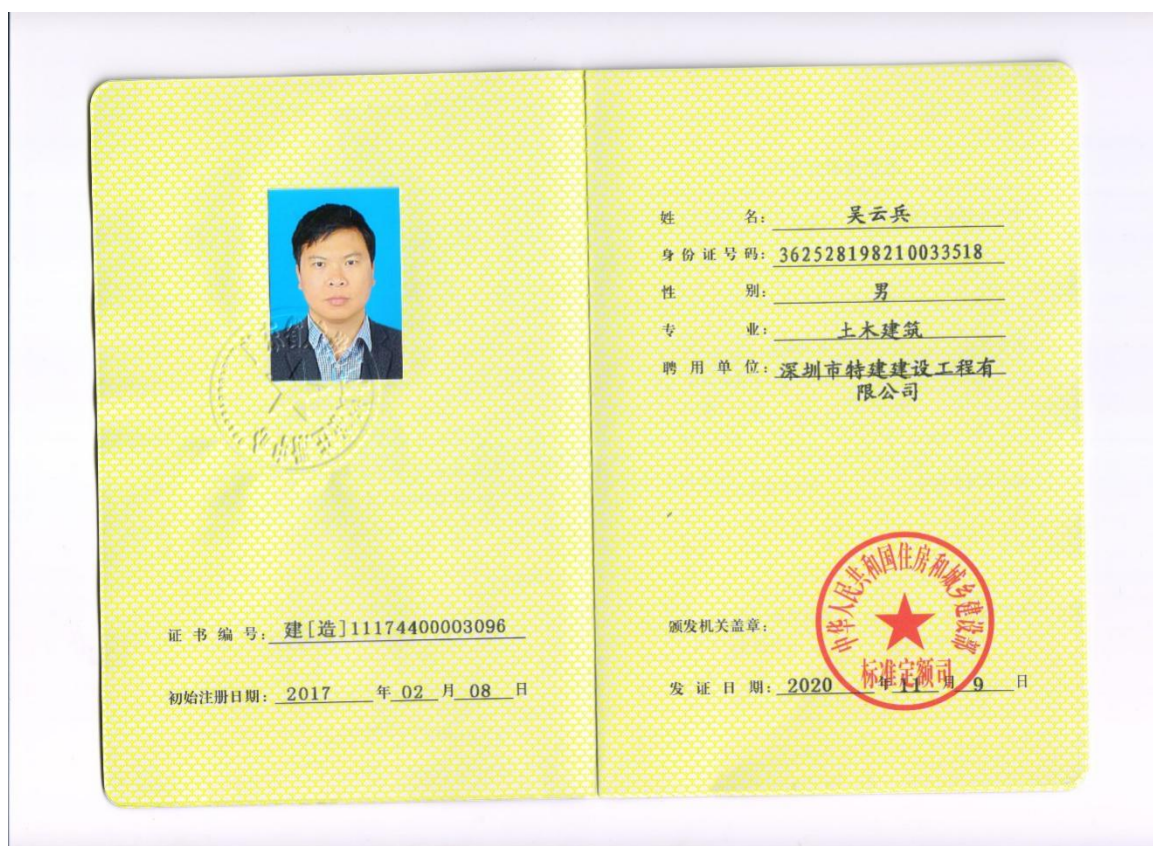 证书编号:建[造]11174400003096
初始注册日期:2017年02月08日
姓名:吴云兵
身份证号码:362528198210033518
性别:男
专业:土木建筑
聘用单位:深圳市特建建设工程有
限公司
中华人民共和国住房和城乡建设部
标准定额司
颁发机关盖章:
发证日期:2020年11月9日